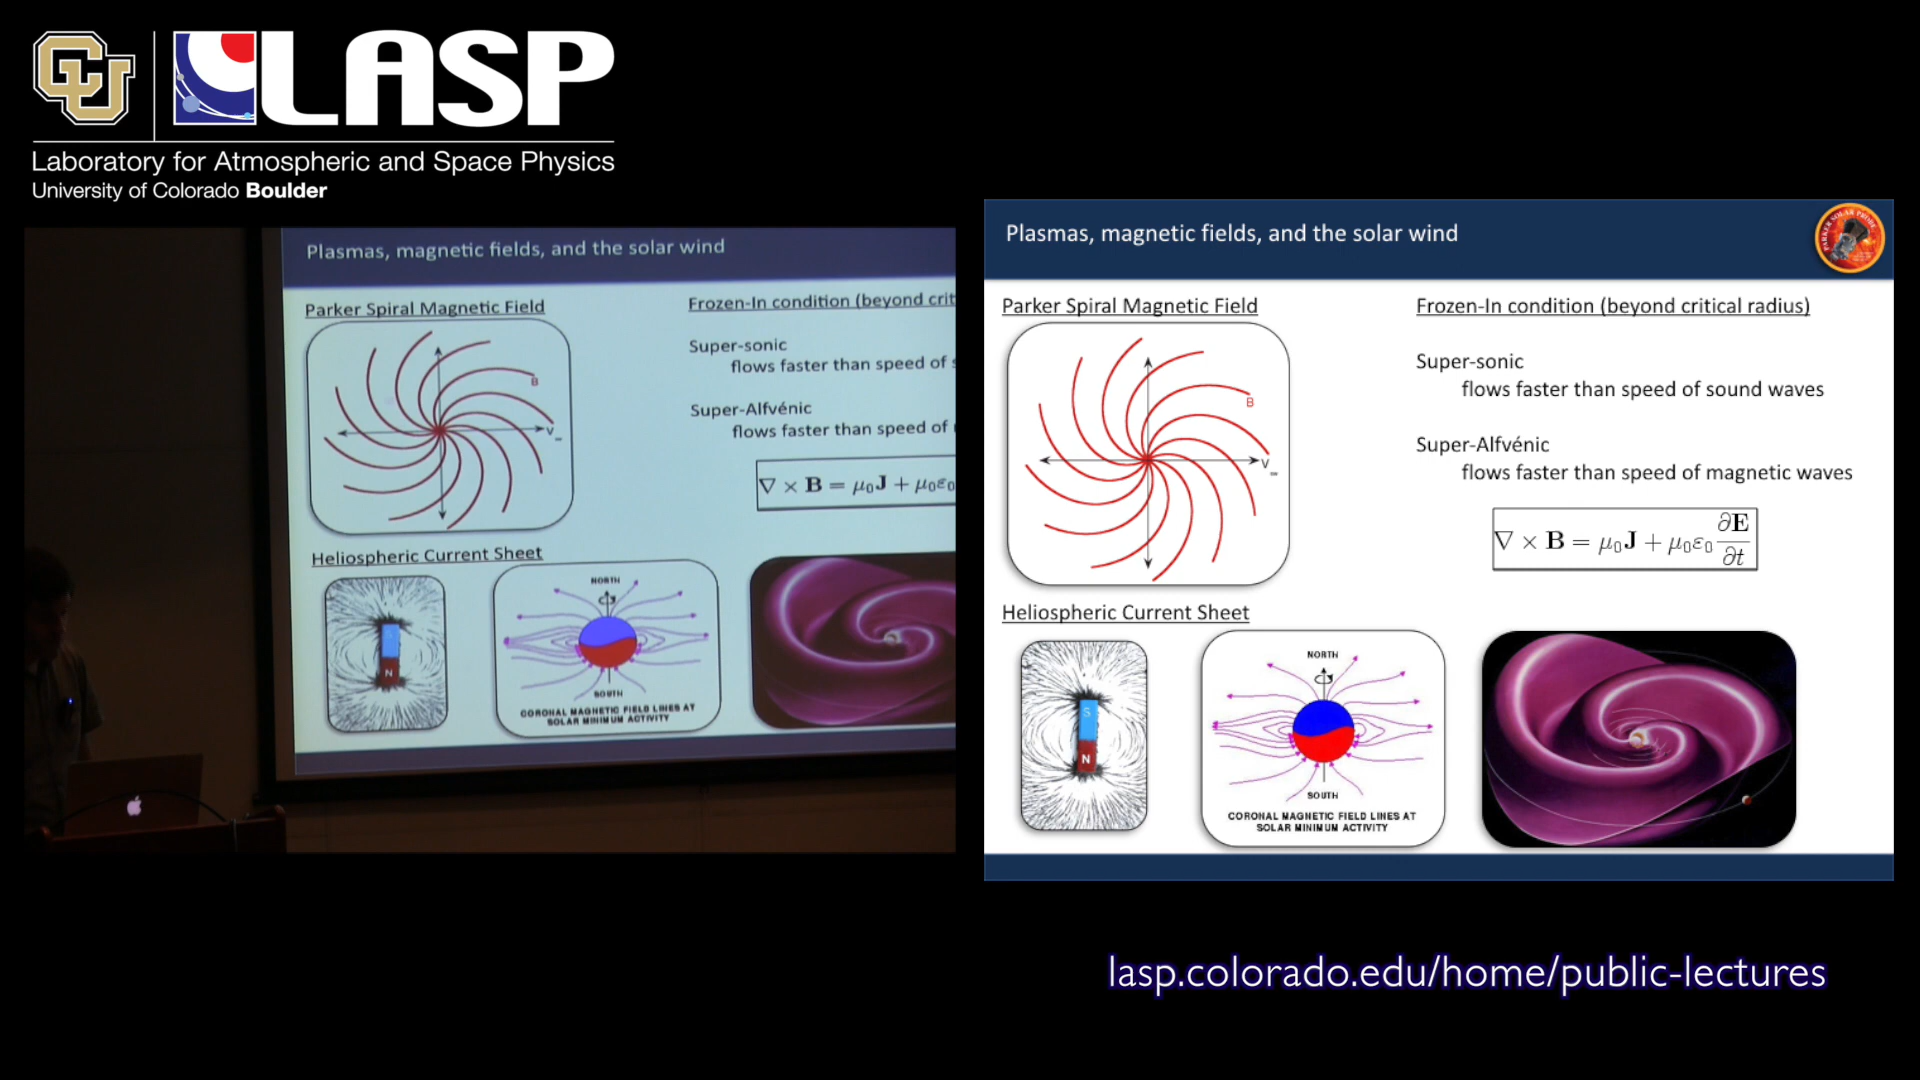 CU LASP
Laboratory for Atmospheric and Space Physics
University of Colorado Boulder
Plasmas, magnetic fields, and the solar wind
Parker Spiral Magnetic Field
B
V
Frozen-In condition (beyond crit
Super-sonic
flows faster than speed of s
Super-Alfvénic
flows faster than speed of
∇ × B = μ₀J + μ₀ε₀
Heliospheric Current Sheet
S
N
NORTH
SOUTH
CORONAL MAGNETIC FIELD LINES AT
SOLAR MINIMUM ACTIVITY
Plasmas, magnetic fields, and the solar wind
PARKER SOLAR PROBE
Parker Spiral Magnetic Field
B
V
Frozen-In condition (beyond critical radius)
Super-sonic
flows faster than speed of sound waves
Super-Alfvénic
flows faster than speed of magnetic waves
∇ × B = μ₀J + μ₀ε₀ ∂E/∂t
Heliospheric Current Sheet
S
N
NORTH
SOUTH
CORONAL MAGNETIC FIELD LINES AT
SOLAR MINIMUM ACTIVITY
lasp.colorado.edu/home/public-lectures